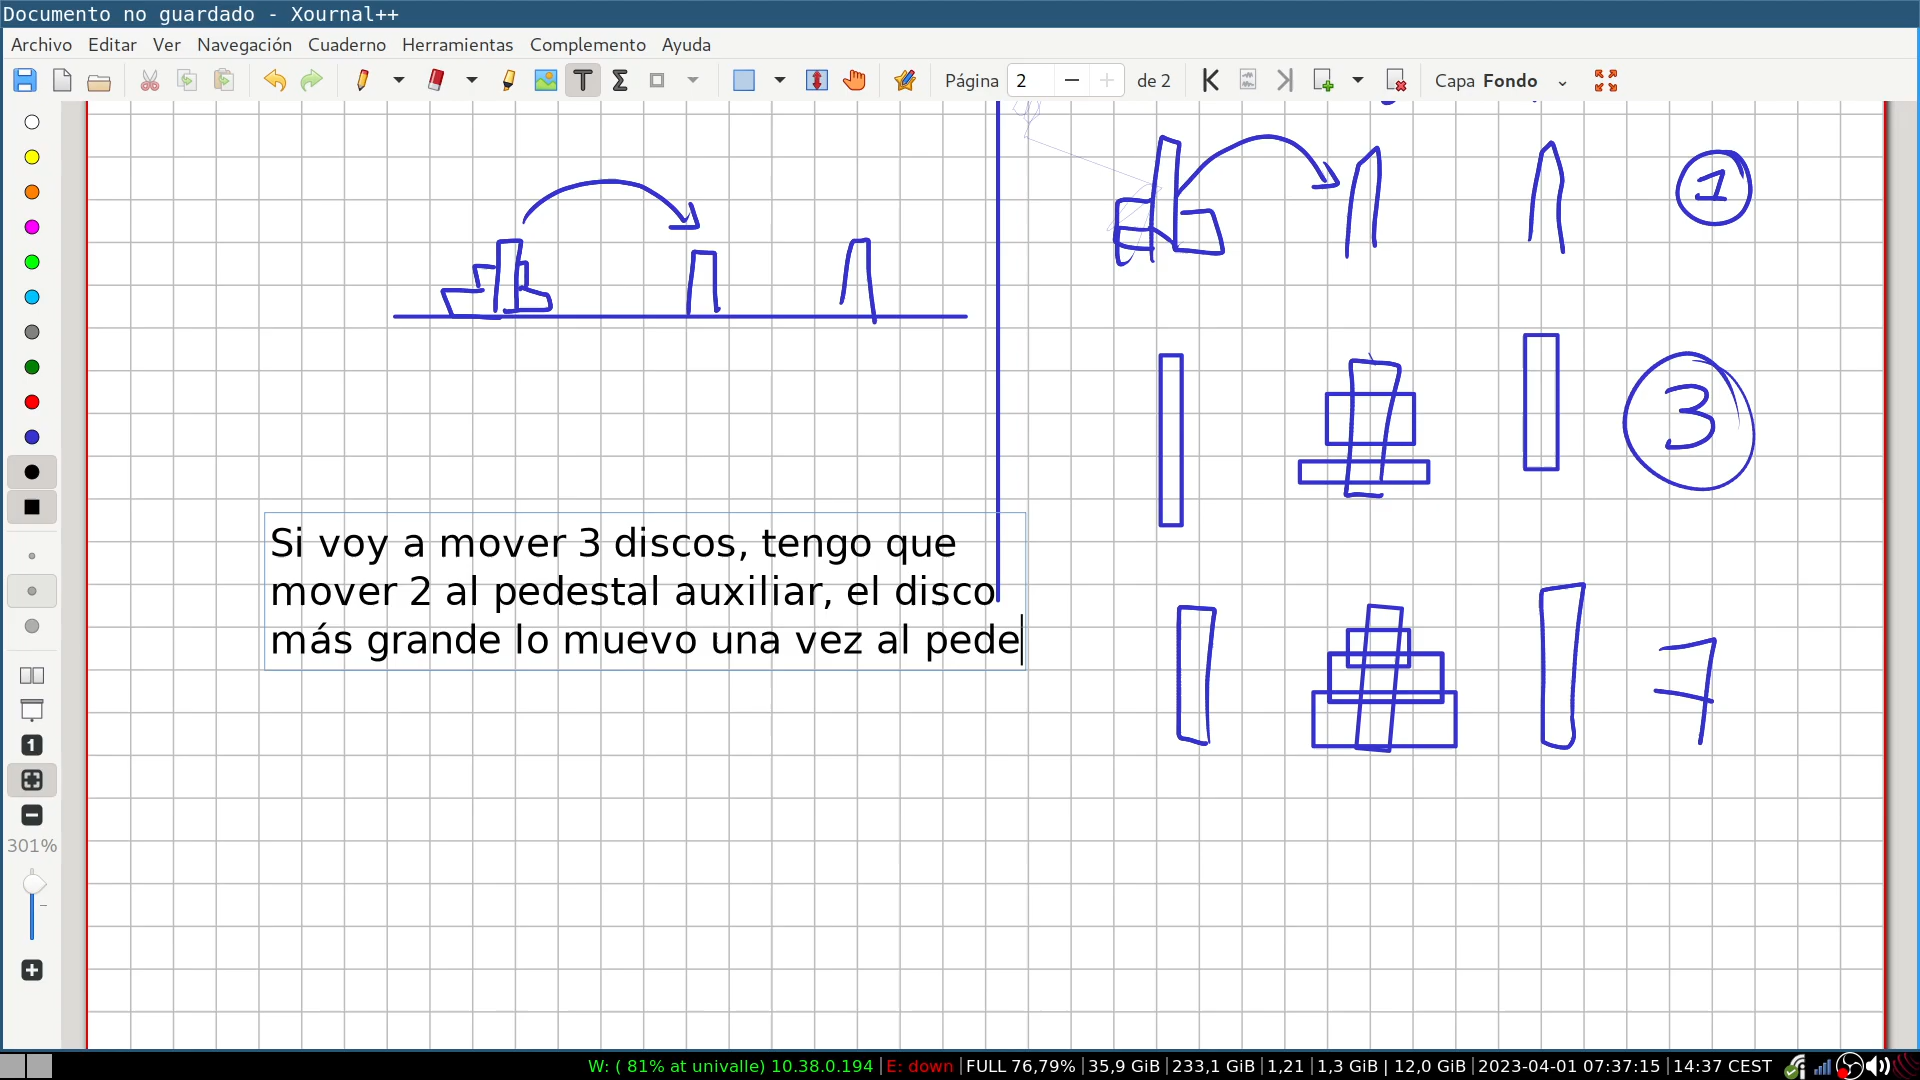 Documento no guardado - Xournal++
Archivo Editar Ver Navegación Cuaderno Herramientas Complemento Ayuda
Página 2 de 2 Capa Fondo
1
3
Si voy a mover 3 discos, tengo que
mover 2 al pedestal auxiliar, el disco
más grande lo muevo una vez al pede
7
1
301%
W: ( 81% at univalle) 10.38.0.194 |E: down |FULL 76,79% |35,9 GiB |233,1 GiB |1,21 |1,3 GiB | 12,0 GiB |2023-04-01 07:37:15 |14:37 CEST